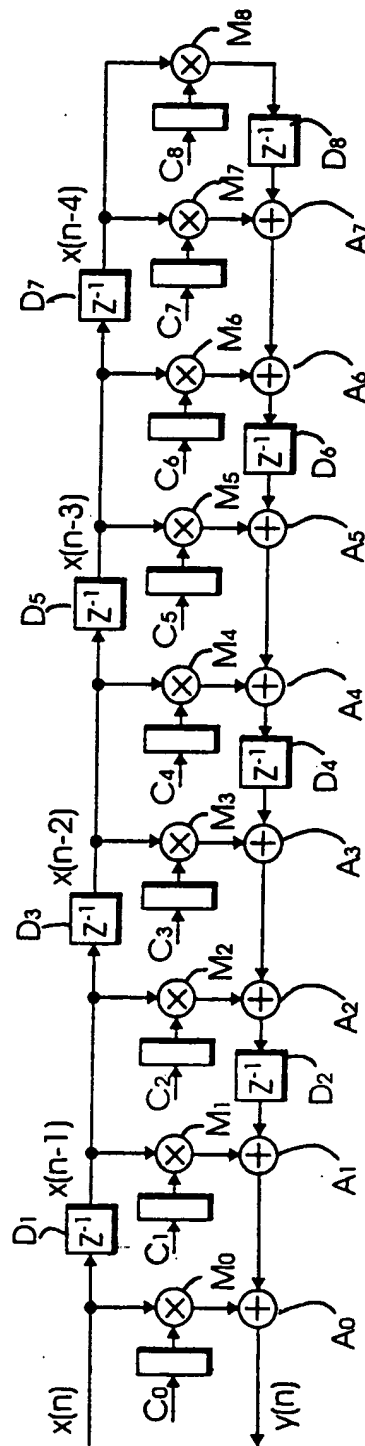 x(n) D₁ x(n-1) D₃ x(n-2) D₅ x(n-3) D₇ x(n-4)
Z⁻¹ Z⁻¹ Z⁻¹ Z⁻¹
C₀ M₀ C₁ M₁ C₂ M₂ C₃ M₃ C₄ M₄ C₅ M₅ C₆ M₆ C₇ M₇ C₈ M₈
Z⁻¹ Z⁻¹ Z⁻¹ Z⁻¹
y(n) A₀ A₁ D₂ A₂ A₃ D₄ A₄ A₅ D₆ A₆ A₇ D₈